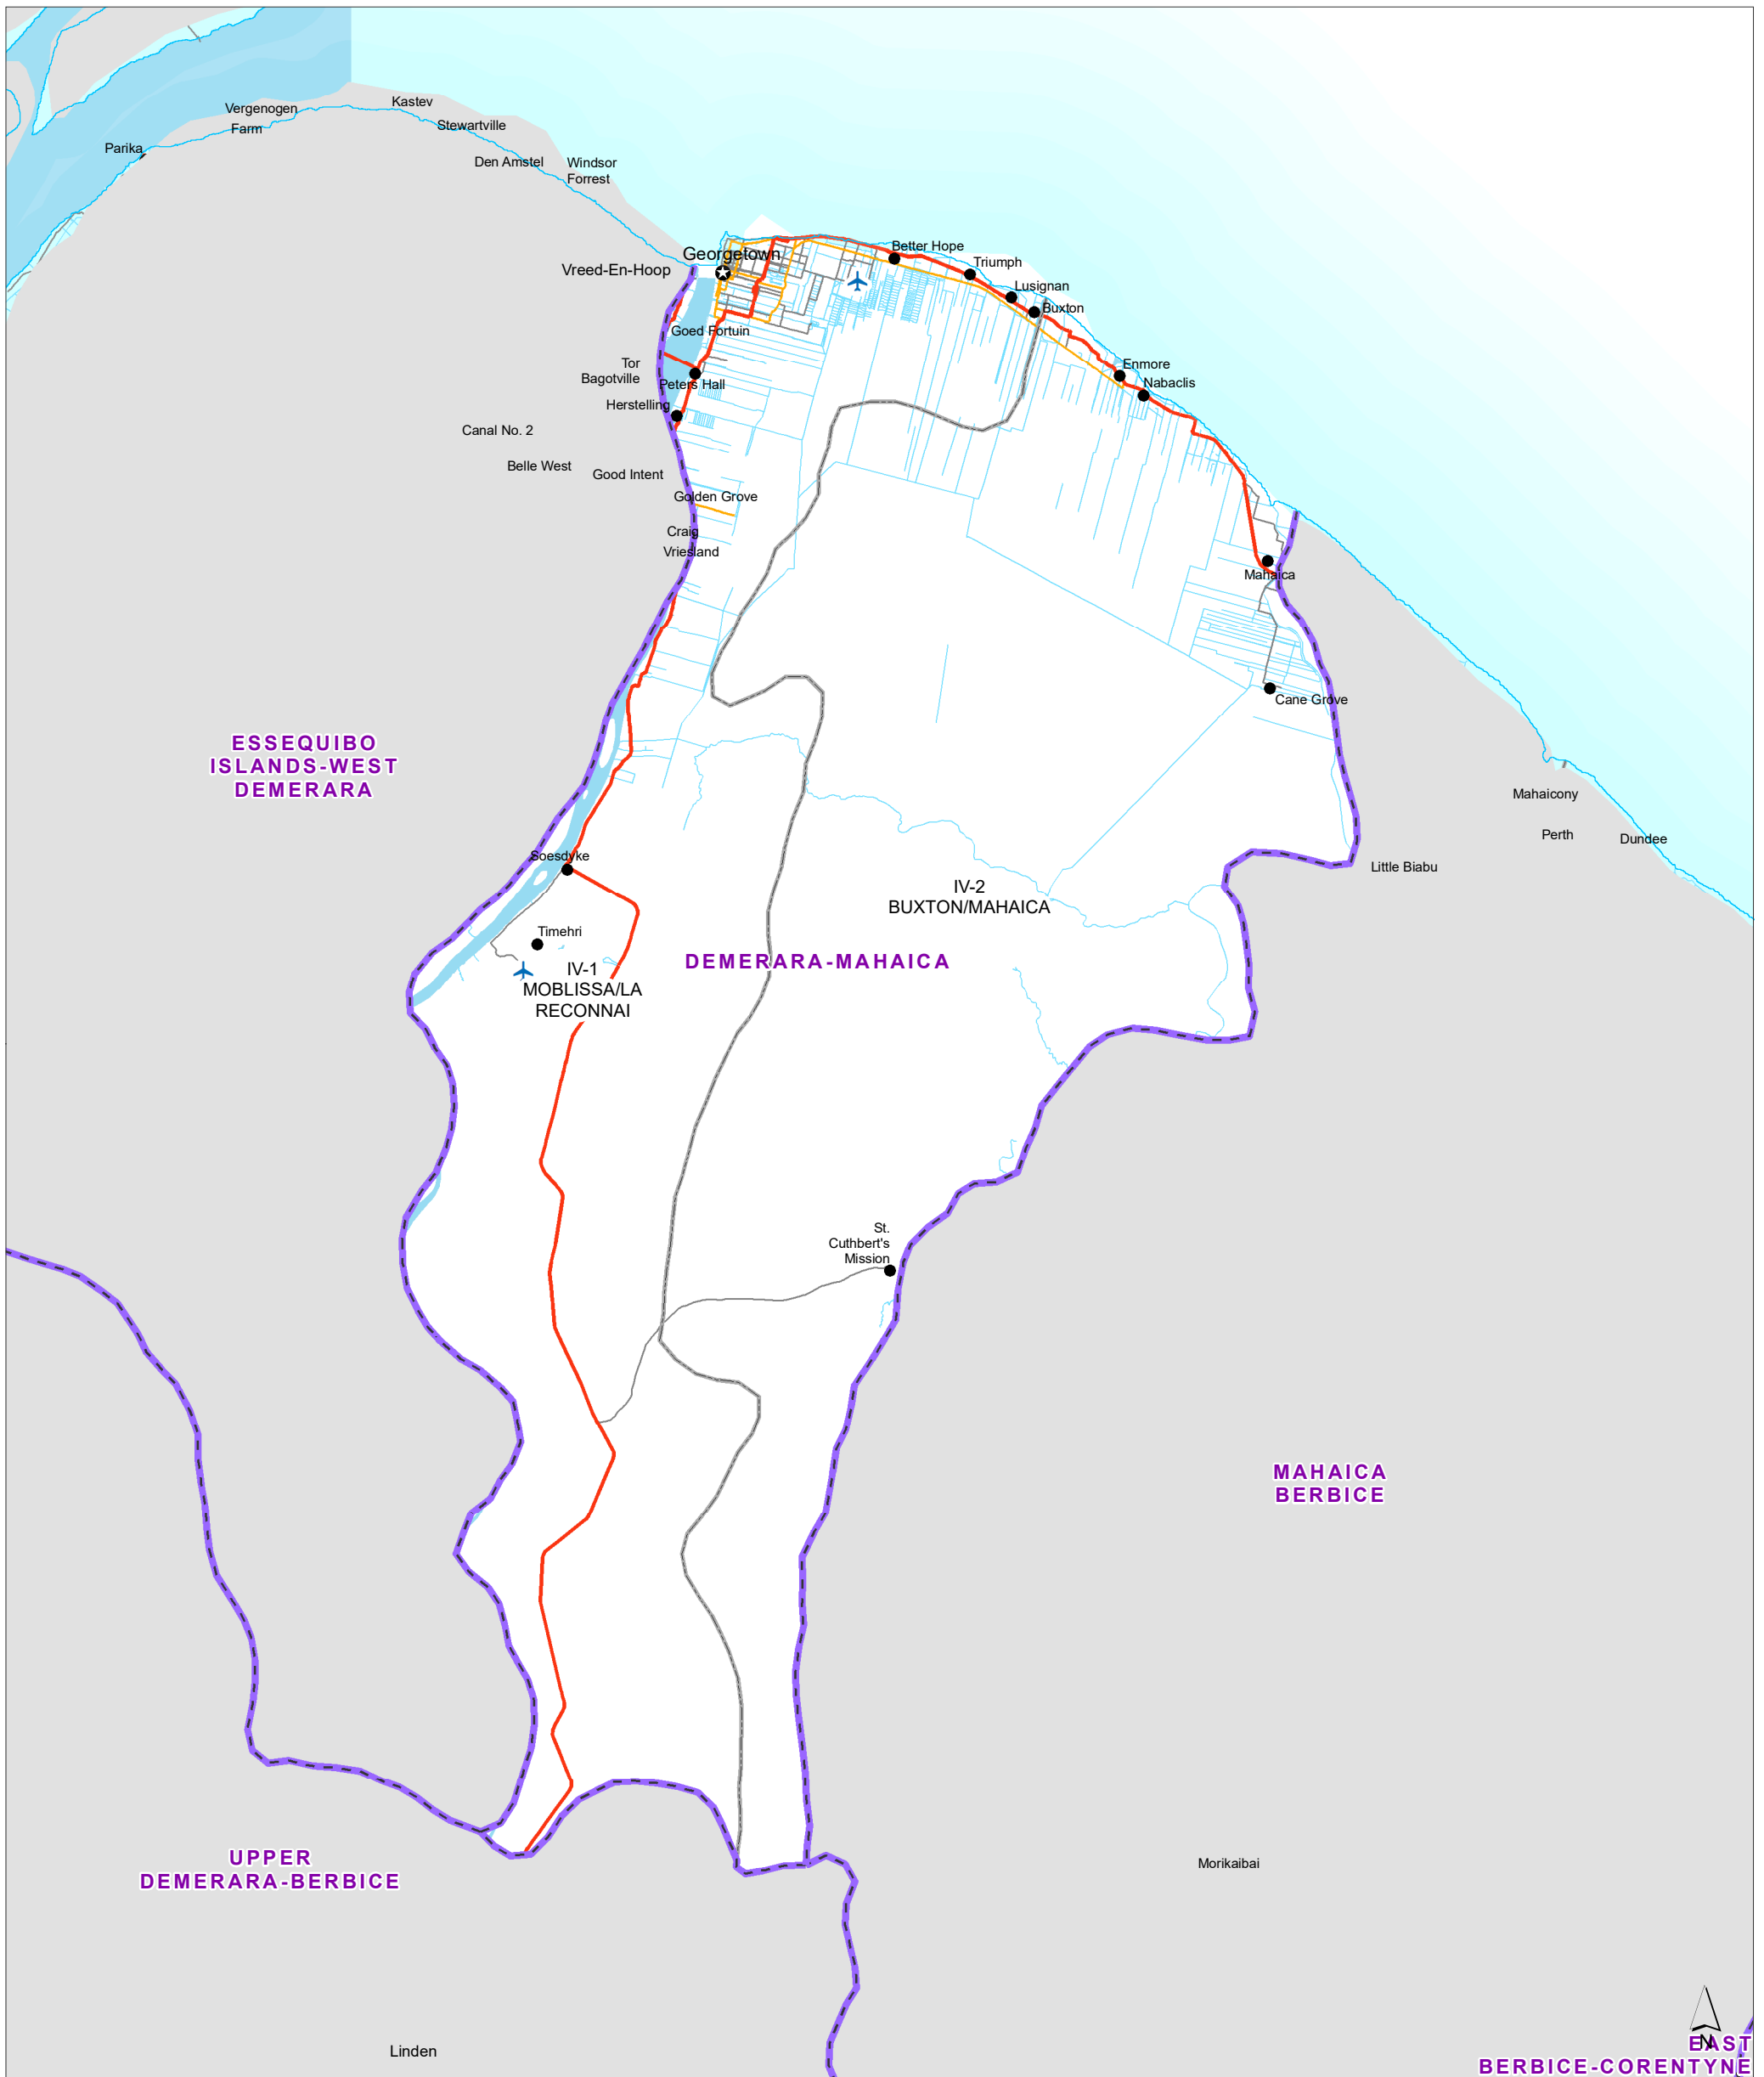 Kastev
Vergenogen
Stewartville
Farm
Parika
Den Amstel
Windsor
Forrest
Better Hope
Georgetown
Triumph
Vreed-En-Hoop
Lusignan
Buxton
Goed Fortuin
Tor
Bagotville
Enmore
Peters Hall
Nabaclis
Herstelling
Canal No. 2
Belle West
Good Intent
Golden Grove
Craig
Vriesland
Mahaica
Cane Grove
ESSEQUIBO
ISLANDS-WEST
DEMERARA
Mahaicony
Perth
Dundee
Soesdyke
Little Biabu
IV-2
BUXTON/MAHAICA
Timehri
DEMERARA-MAHAICA
IV-1
MOBLISSA/LA
RECONNAI
St.
Cuthbert's
Mission
MAHAICA
BERBICE
UPPER
DEMERARA-BERBICE
Morikaibai
Linden
N
EAST
BERBICE-CORENTYNE